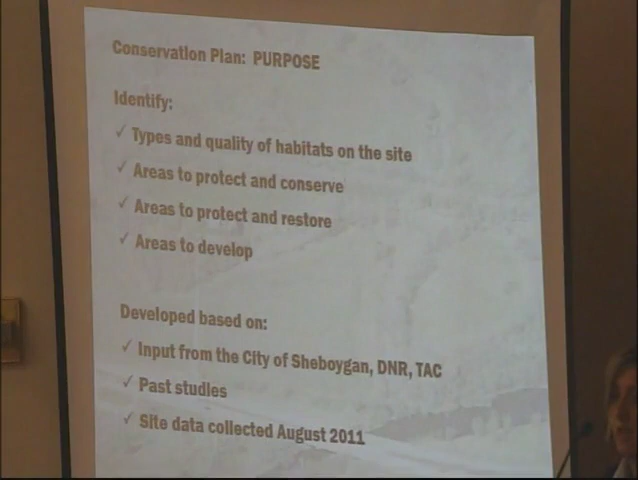 Conservation Plan: PURPOSE
Identify:
✓ Types and quality of habitats on the site
✓ Areas to protect and conserve
✓ Areas to protect and restore
✓ Areas to develop
Developed based on:
✓ Input from the City of Sheboygan, DNR, TAC
✓ Past studies
✓ Site data collected August 2011